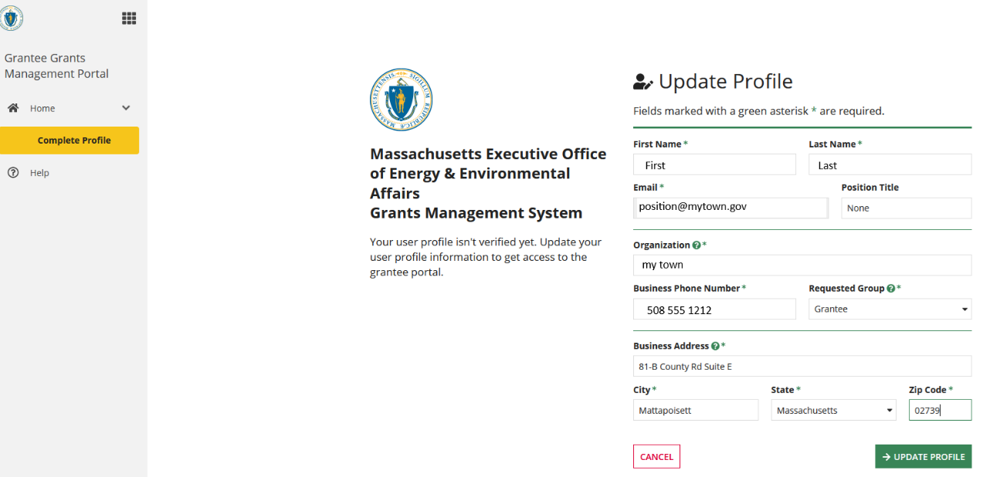 Grantee Grants
Management Portal
Home
Complete Profile
Help
Massachusetts Executive Office
of Energy & Environmental
Affairs
Grants Management System
Your user profile isn't verified yet. Update your
user profile information to get access to the
grantee portal.
Update Profile
Fields marked with a green asterisk * are required.
First Name * Last Name *
First Last
Email * Position Title
position@mytown.gov None
Organization ? *
my town
Business Phone Number * Requested Group ? *
508 555 1212 Grantee
Business Address ? *
81-B County Rd Suite E
City * State * Zip Code *
Mattapoisett Massachusetts 02739
CANCEL → UPDATE PROFILE